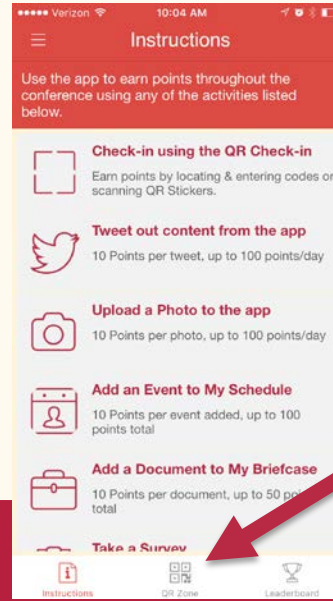 Verizon
10:04 AM
Instructions
Use the app to earn points throughout the
conference using any of the activities listed
below.
Check-in using the QR Check-in
Earn points by locating & entering codes or
scanning QR Stickers.
Tweet out content from the app
10 Points per tweet, up to 100 points/day
Upload a Photo to the app
10 Points per photo, up to 100 points/day
Add an Event to My Schedule
10 Points per event added, up to 100
points total
Add a Document to My Briefcase
10 Points per document, up to 50
total
Take a Survey
Instructions
QR Zone
Leaderboard